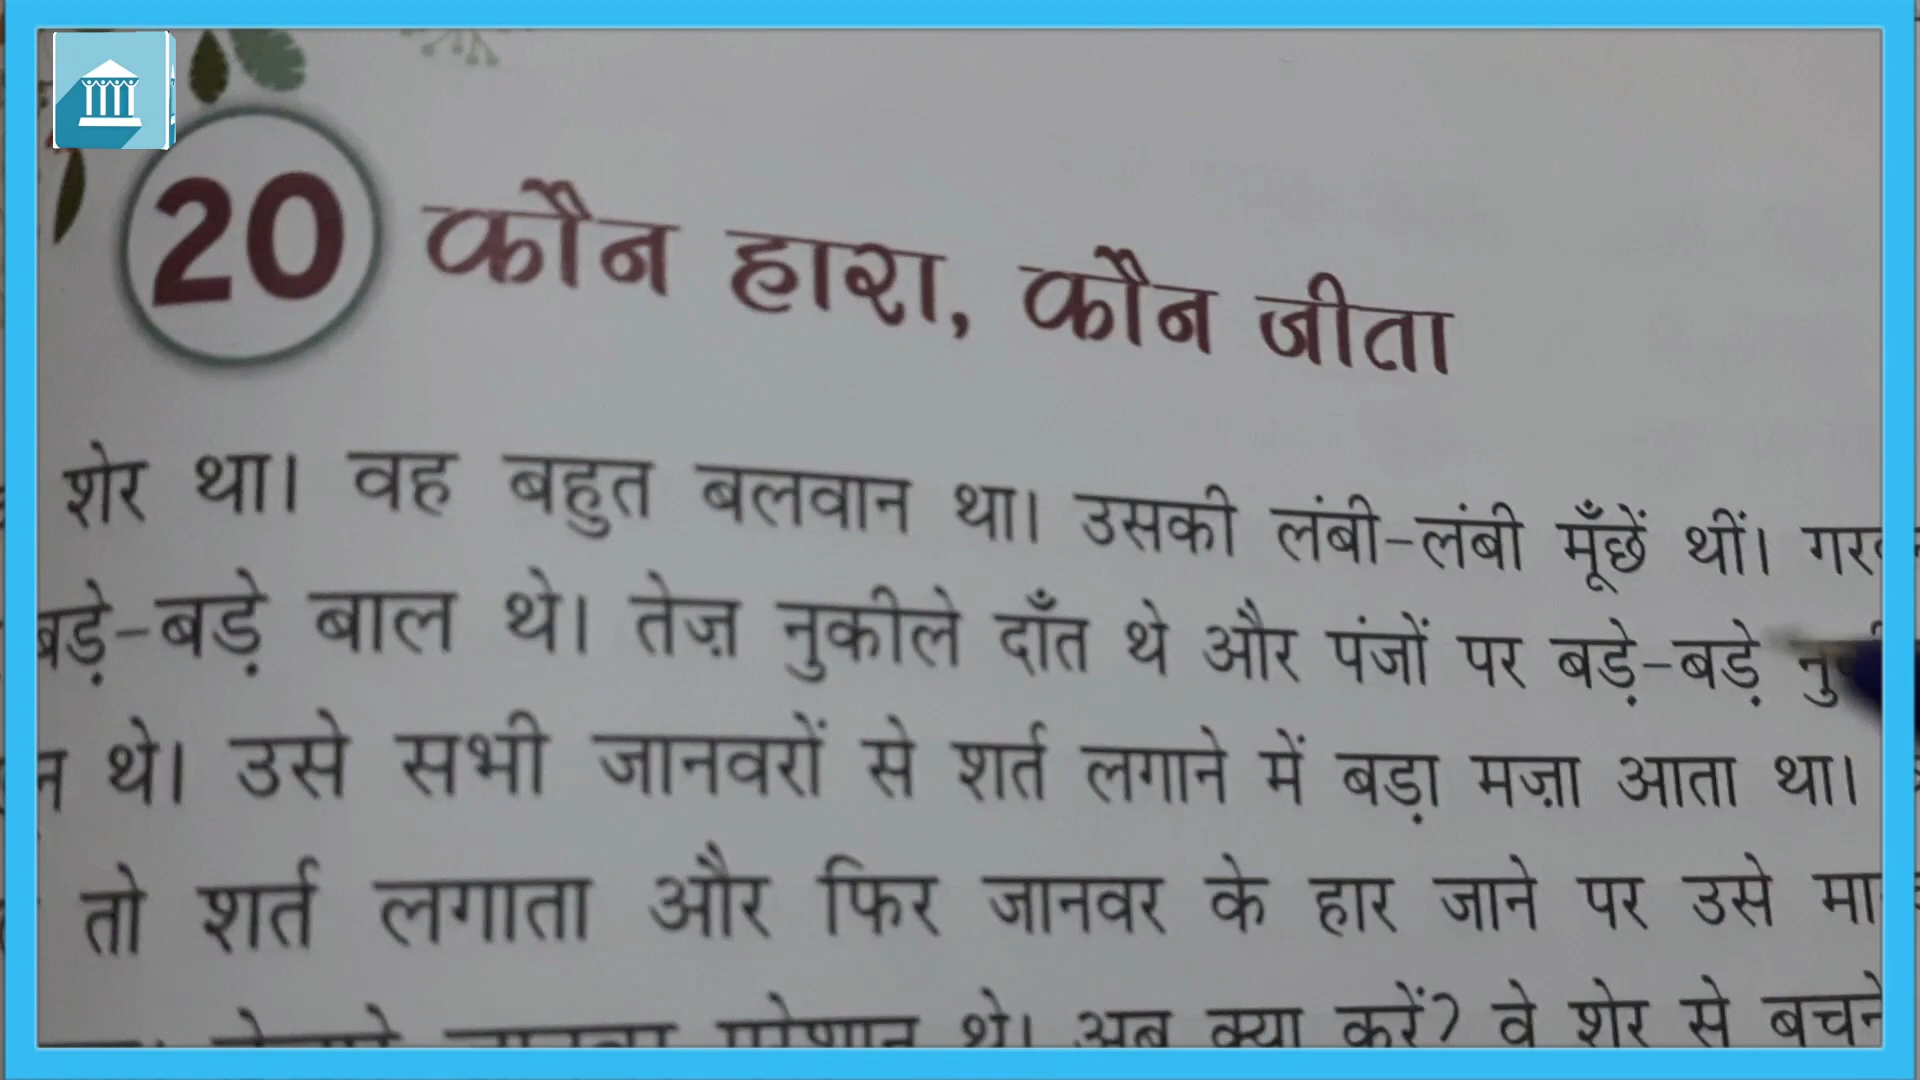 20 कौन हारा, कौन जीता
शेर था। वह बहुत बलवान था। उसकी लंबी-लंबी मूँछें थीं।
बड़े-बड़े बाल थे। तेज़ नुकीले दाँत थे और पंजों पर बड़े-बड़े
थे। उसे सभी जानवरों से शर्त लगाने में बड़ा मज़ा आता था।
तो शर्त लगाता और फिर जानवर के हार जाने पर उसे
थे। अब क्या करें? वे शेर से बचने